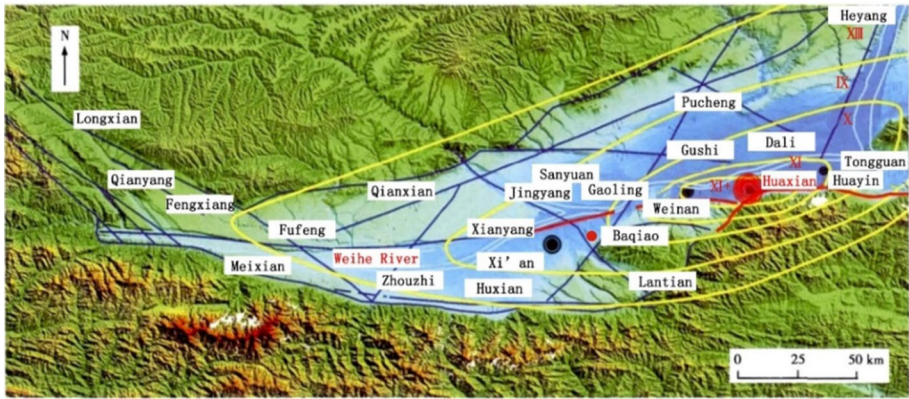 Heyang
XIII
N
IX
Pucheng
Longxian
X
Dali
Gushi
XI
Tongguan
Sanyuan
Qianyang
Qianxian
Jingyang
Gaoling
XI+
Huaxian
Huayin
Fengxiang
Weinan
Fufeng
Xianyang
Baqiao
Weihe River
Xi'an
Meixian
Zhouzhi
Huxian
Lantian
0 25 50 km